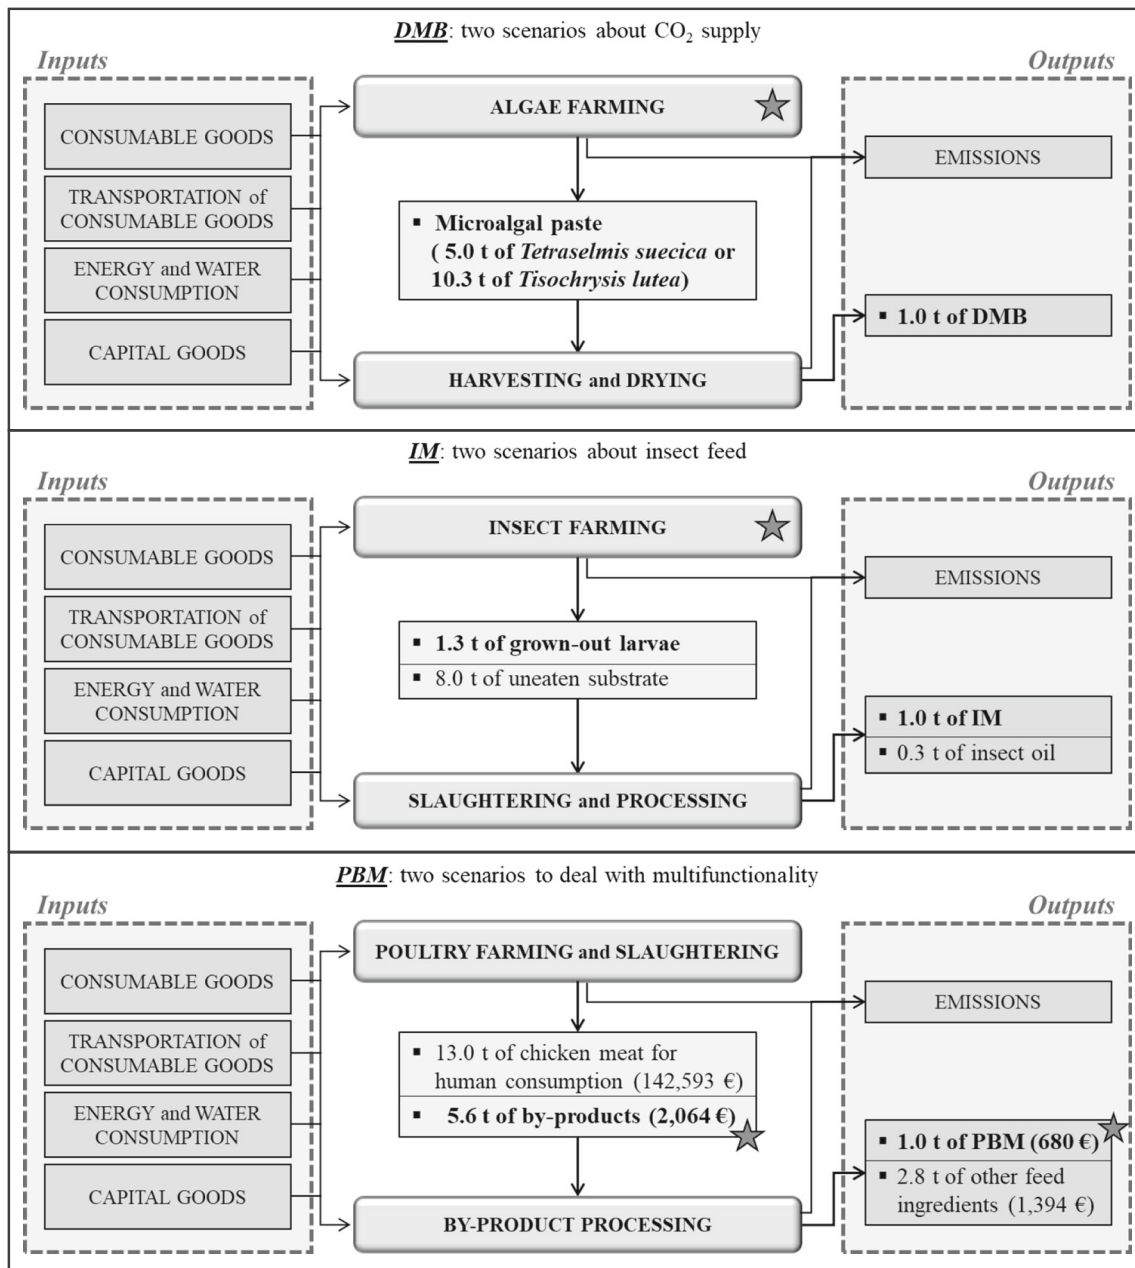 DMB: two scenarios about CO₂ supply
Inputs
Outputs
CONSUMABLE GOODS
TRANSPORTATION of
CONSUMABLE GOODS
ENERGY and WATER
CONSUMPTION
CAPITAL GOODS
ALGAE FARMING
▪ Microalgal paste
( 5.0 t of Tetraselmis suecica or
10.3 t of Tisochrysis lutea)
HARVESTING and DRYING
EMISSIONS
▪ 1.0 t of DMB
IM: two scenarios about insect feed
Inputs
Outputs
CONSUMABLE GOODS
TRANSPORTATION of
CONSUMABLE GOODS
ENERGY and WATER
CONSUMPTION
CAPITAL GOODS
INSECT FARMING
▪ 1.3 t of grown-out larvae
▪ 8.0 t of uneaten substrate
SLAUGHTERING and PROCESSING
EMISSIONS
▪ 1.0 t of IM
▪ 0.3 t of insect oil
PBM: two scenarios to deal with multifunctionality
Inputs
Outputs
CONSUMABLE GOODS
TRANSPORTATION of
CONSUMABLE GOODS
ENERGY and WATER
CONSUMPTION
CAPITAL GOODS
POULTRY FARMING and SLAUGHTERING
▪ 13.0 t of chicken meat for
human consumption (142,593 €)
▪ 5.6 t of by-products (2,064 €)
BY-PRODUCT PROCESSING
EMISSIONS
▪ 1.0 t of PBM (680 €)
▪ 2.8 t of other feed
ingredients (1,394 €)